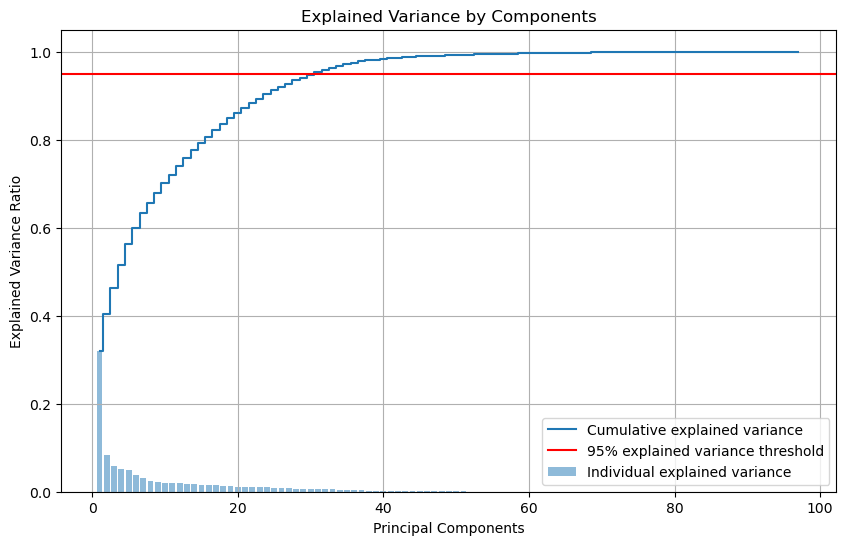 Explained Variance by Components
Explained Variance Ratio
1.0
0.8
0.6
0.4
0.2
0.0
0 20 40 60 80 100
Principal Components
Cumulative explained variance
95% explained variance threshold
Individual explained variance